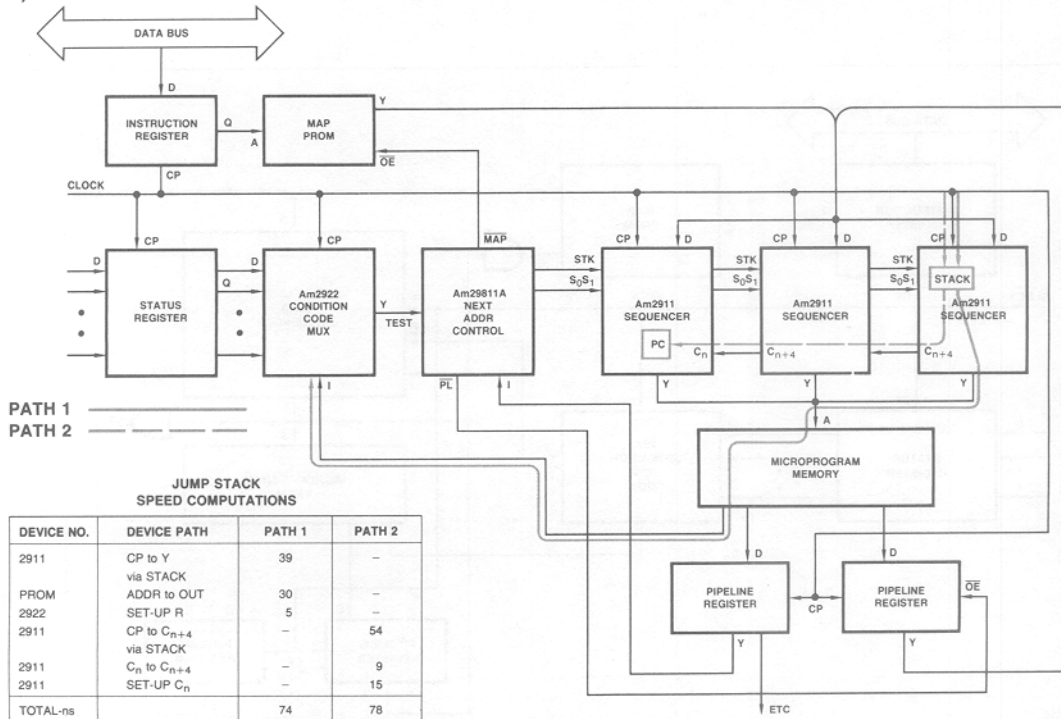 DATA BUS
D
INSTRUCTION
REGISTER
Q
A
MAP
PROM
Y
OE
CP
CLOCK
CP
CP
MAP
CP
D
CP
D
CP
D
D
STATUS
REGISTER
Q
D
Am2922
CONDITION
CODE
MUX
Y
TEST
I
Am29811A
NEXT
ADDR
CONTROL
PL
I
STK
S0S1
Am2911
SEQUENCER
PC
Cn
Y
STK
S0S1
Am2911
SEQUENCER
Cn+4
Y
STK
S0S1
STACK
Am2911
SEQUENCER
Cn+4
Y
PATH 1
PATH 2
A
MICROPROGRAM
MEMORY
D
D
PIPELINE
REGISTER
CP
PIPELINE
REGISTER
OE
Y
Y
ETC
JUMP STACK
SPEED COMPUTATIONS
DEVICE NO. DEVICE PATH PATH 1 PATH 2
2911 CP to Y 39 –
via STACK
PROM ADDR to OUT 30 –
2922 SET-UP R 5 –
2911 CP to Cn+4 – 54
via STACK
2911 Cn to Cn+4 – 9
2911 SET-UP Cn – 15
TOTAL-ns 74 78